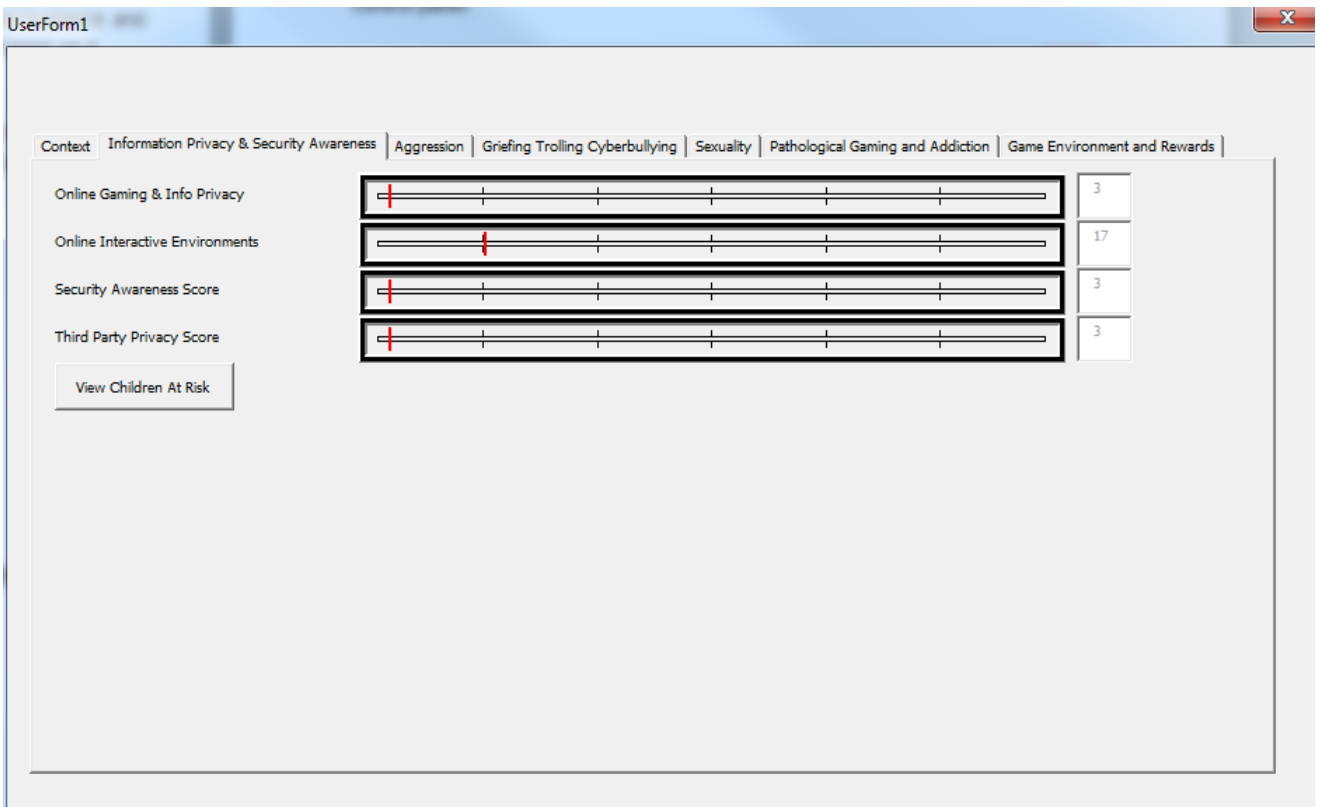 UserForm1
Context Information Privacy & Security Awareness Aggression Griefing Trolling Cyberbullying Sexuality Pathological Gaming and Addiction Game Environment and Rewards
Online Gaming & Info Privacy 3
Online Interactive Environments 17
Security Awareness Score 3
Third Party Privacy Score 3
View Children At Risk